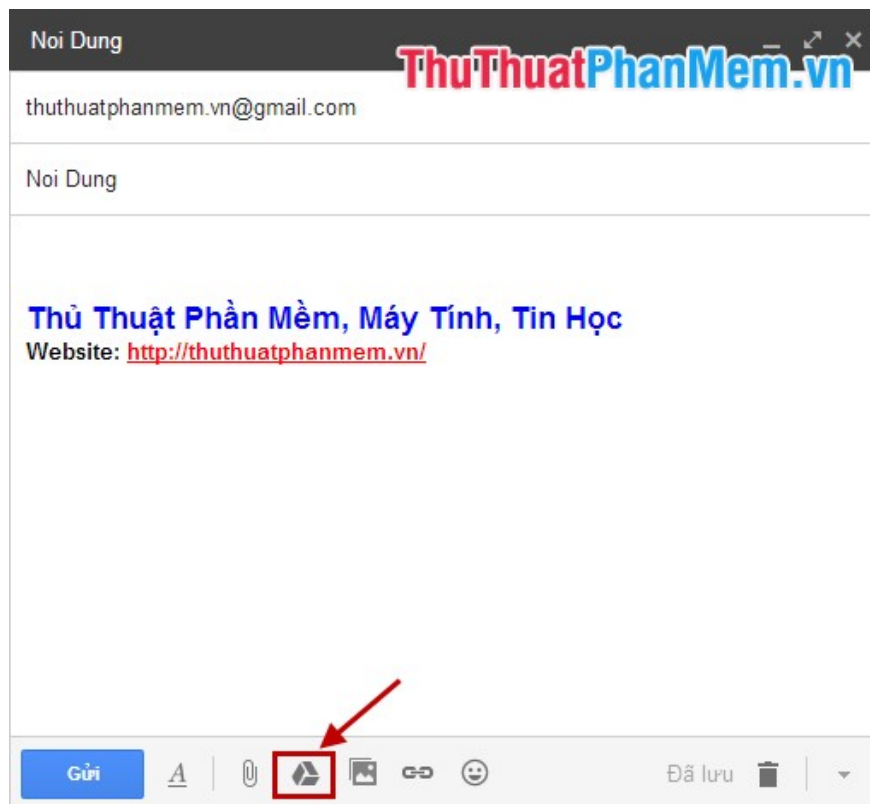 Noi Dung
ThuThuatPhanMem.vn
thuthuatphanmem.vn@gmail.com
Noi Dung
Thủ Thuật Phần Mềm, Máy Tính, Tin Học
Website: http://thuthuatphanmem.vn/
Gửi A Đã lưu